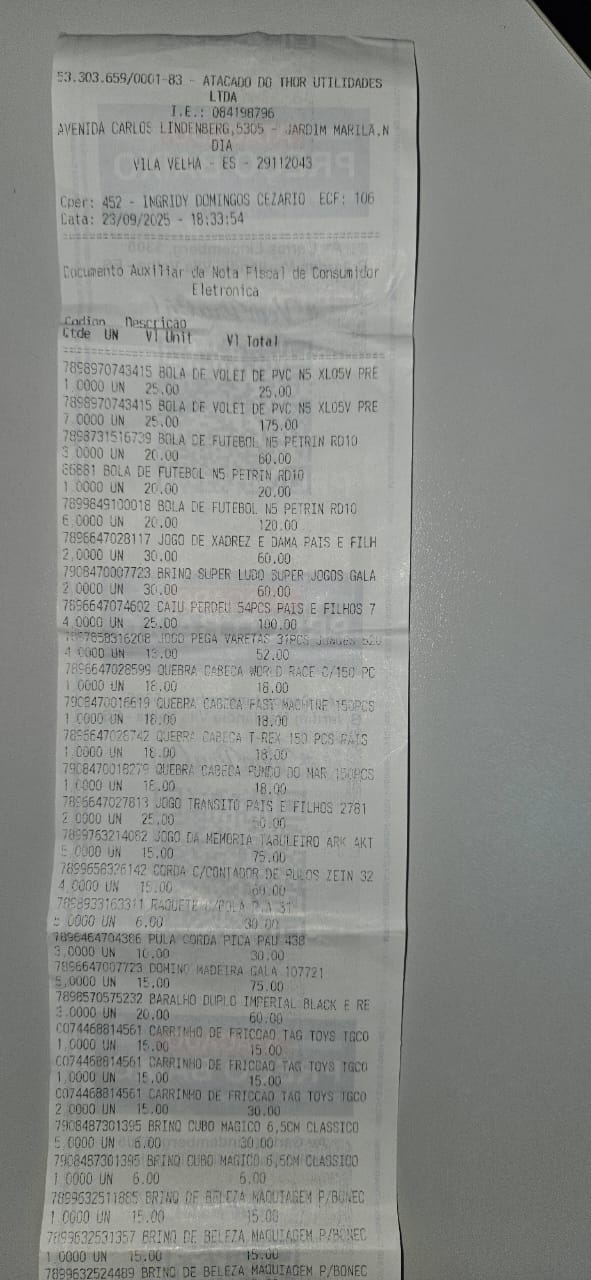 53.303.659/0001-83 - ATACADO DO THOR UTILIDADES
LTDA
I.E.: 084198796
AVENIDA CARLOS LINDENBERG,5305 - JARDIM MARILA,N
DIA
VILA VELHA - ES - 29112043
Oper: 452 - INGRIDY DOMINGOS CEZARIO ECF: 106
Data: 23/09/2025 - 18:33:54
Documento Auxiliar da Nota Fiscal de Consumidor
Eletronica
Codigo Descricao
Qtde UN Vl Unit Vl Total
7898970743415 BOLA DE VOLEI DE PVC N5 XL05V PRE
1.0000 UN 25.00 25.00
7898970743415 BOLA DE VOLEI DE PVC N5 XL05V PRE
7.0000 UN 25.00 175.00
7898731516739 BOLA DE FUTEBOL N5 PETRIN RD10
3.0000 UN 20.00 60.00
86881 BOLA DE FUTEBOL N5 PETRIN RD10
1.0000 UN 20.00 20.00
7899849100018 BOLA DE FUTEBOL N5 PETRIN RD10
6.0000 UN 20.00 120.00
7896647028117 JOGO DE XADREZ E DAMA PAIS E FILH
2.0000 UN 30.00 60.00
7908470007723 BRINQ SUPER LUDO SUPER JOGOS GALA
2.0000 UN 30.00 60.00
7896647074602 CAIU PERDEU 54PCS PAIS E FILHOS 7
4.0000 UN 25.00 100.00
JOGO PEGA VARETAS 31PCS
4.0000 UN 13.00 52.00
7896647028599 QUEBRA CABECA WORLD RACE C/150 PC
1.0000 UN 18.00 18.00
7908470016619 QUEBRA CABECA FAST MACHINE 150PCS
1.0000 UN 18.00 18.00
7896647026742 QUEBRA CABECA T-REX 150 PCS PAIS
1.0000 UN 18.00 18.00
7908470018279 QUEBRA CABECA FUNDO DO MAR 150PCS
1.0000 UN 18.00 18.00
7896647027813 JOGO TRANSITO PAIS E FILHOS 2781
2.0000 UN 25.00 50.00
7899763214082 JOGO DA MEMORIA TABULEIRO ARK AKT
5.0000 UN 15.00 75.00
7899658326142 CORDA C/CONTADOR DE PULOS ZEIN 32
4.0000 UN 15.00 60.00
7898933163311 RAQUETE C/BOLA
5.0000 UN 6.00 30.00
7896464704386 PULA CORDA PICA PAU 438
3.0000 UN 10.00 30.00
7896647007723 DOMINO MADEIRA GALA 107721
5.0000 UN 15.00 75.00
7898570575232 BARALHO DUPLO IMPERIAL BLACK E RE
3.0000 UN 20.00 60.00
C074468814561 CARRINHO DE FRICCAO TAG TOYS TGCO
1.0000 UN 15.00 15.00
C074468814561 CARRINHO DE FRICCAO TAG TOYS TGCO
1.0000 UN 15.00 15.00
C074468814561 CARRINHO DE FRICCAO TAG TOYS TGCO
2.0000 UN 15.00 30.00
7908487301395 BRINQ CUBO MAGICO 6,5CM CLASSICO
5.0000 UN 6.00 30.00
7908487301395 BRINQ CUBO MAGICO 6,5CM CLASSICO
1.0000 UN 6.00 6.00
7899632511865 BRINQ DE BELEZA MAQUIAGEM P/BONEC
1.0000 UN 15.00 15.00
7899632531357 BRINQ DE BELEZA MAQUIAGEM P/BONEC
1.0000 UN 15.00 15.00
7899632524489 BRINQ DE BELEZA MAQUIAGEM P/BONEC